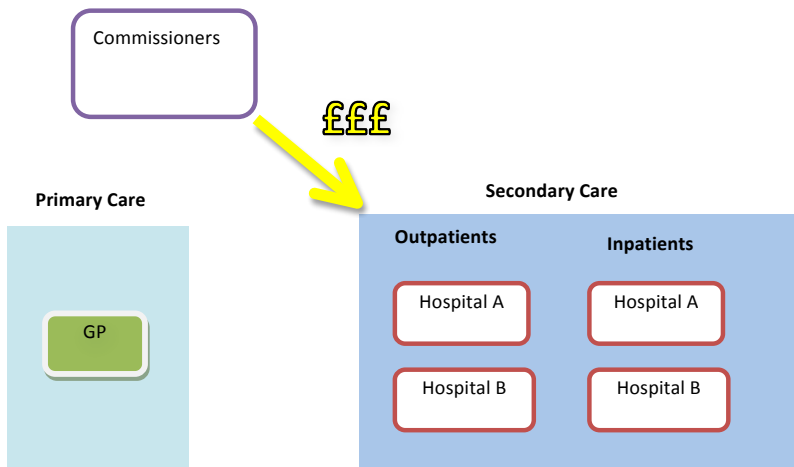 Commissioners
£££
Primary Care
Secondary Care
Outpatients
Inpatients
Hospital A
Hospital A
GP
Hospital B
Hospital B